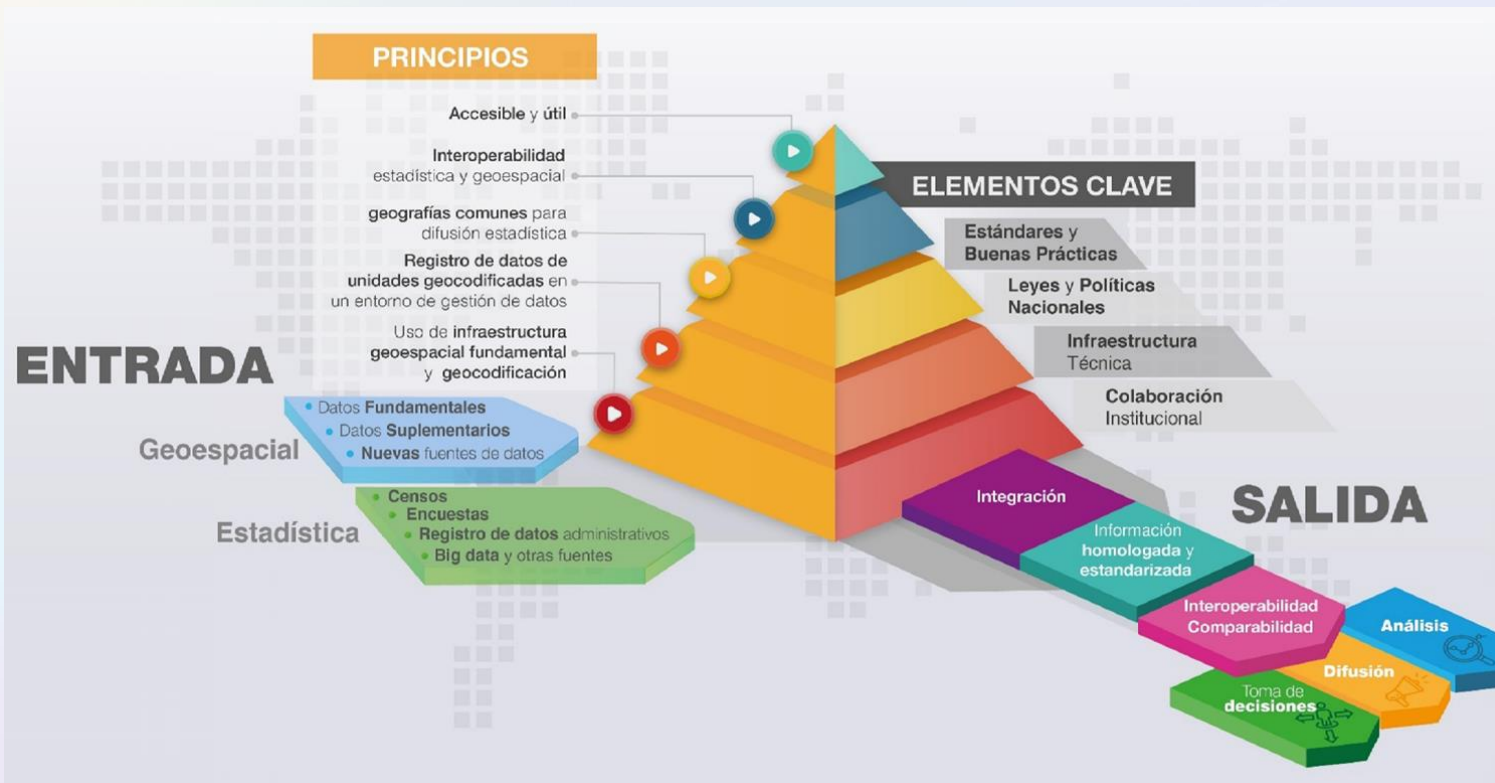 PRINCIPIOS
Accesible y útil
Interoperabilidad
estadística y geoespacial
geografías comunes para
difusión estadística
Registro de datos de
unidades geocodificadas en
un entorno de gestión de datos
Uso de infraestructura
geoespacial fundamental
y geocodificación
ENTRADA
Geoespacial
• Datos Fundamentales
• Datos Suplementarios
• Nuevas fuentes de datos
Estadística
• Censos
• Encuestas
• Registro de datos administrativos
• Big data y otras fuentes
ELEMENTOS CLAVE
Estándares y
Buenas Prácticas
Leyes y Políticas
Nacionales
Infraestructura
Técnica
Colaboración
Institucional
SALIDA
Integración
Información
homologada y
estandarizada
Interoperabilidad
Comparabilidad
Análisis
Difusión
Toma de
decisiones